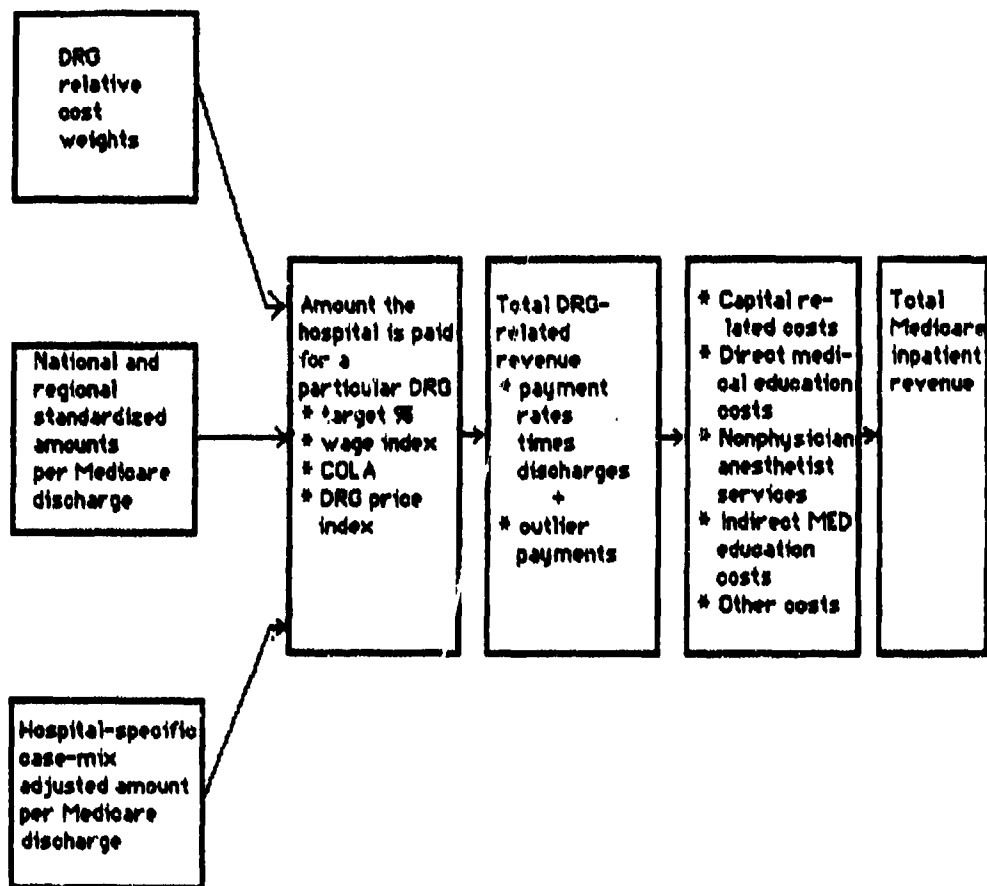 DRG
relative
cost
weights
National and
regional
standardized
amounts
per Medicare
discharge
Hospital-specific
case-mix
adjusted amount
per Medicare
discharge
Amount the
hospital is paid
for a
particular DRG
* target %
* wage index
* COLA
* DRG price
index
Total DRG-
related
revenue
* payment
rates
times
discharges
+
* outlier
payments
* Capital re-
lated costs
* Direct medi-
cal education
costs
* Nonphysician
anesthetist
services
* Indirect MED
education
costs
* Other costs
Total
Medicare
inpatient
revenue